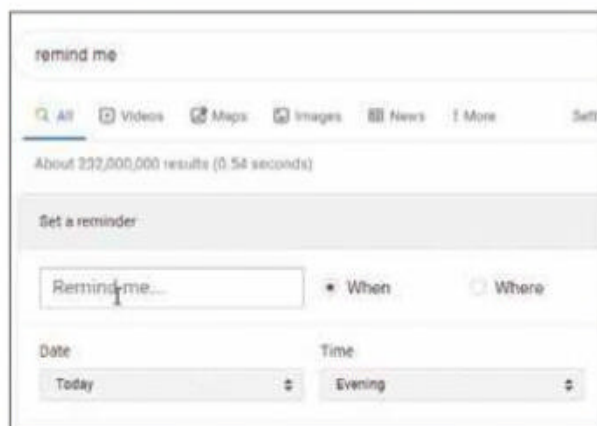 remind me
All Videos Maps Images News More Sett
About 232,000,000 results (0.54 seconds)
Set a reminder
Remind me... When Where
Date Time
Today Evening